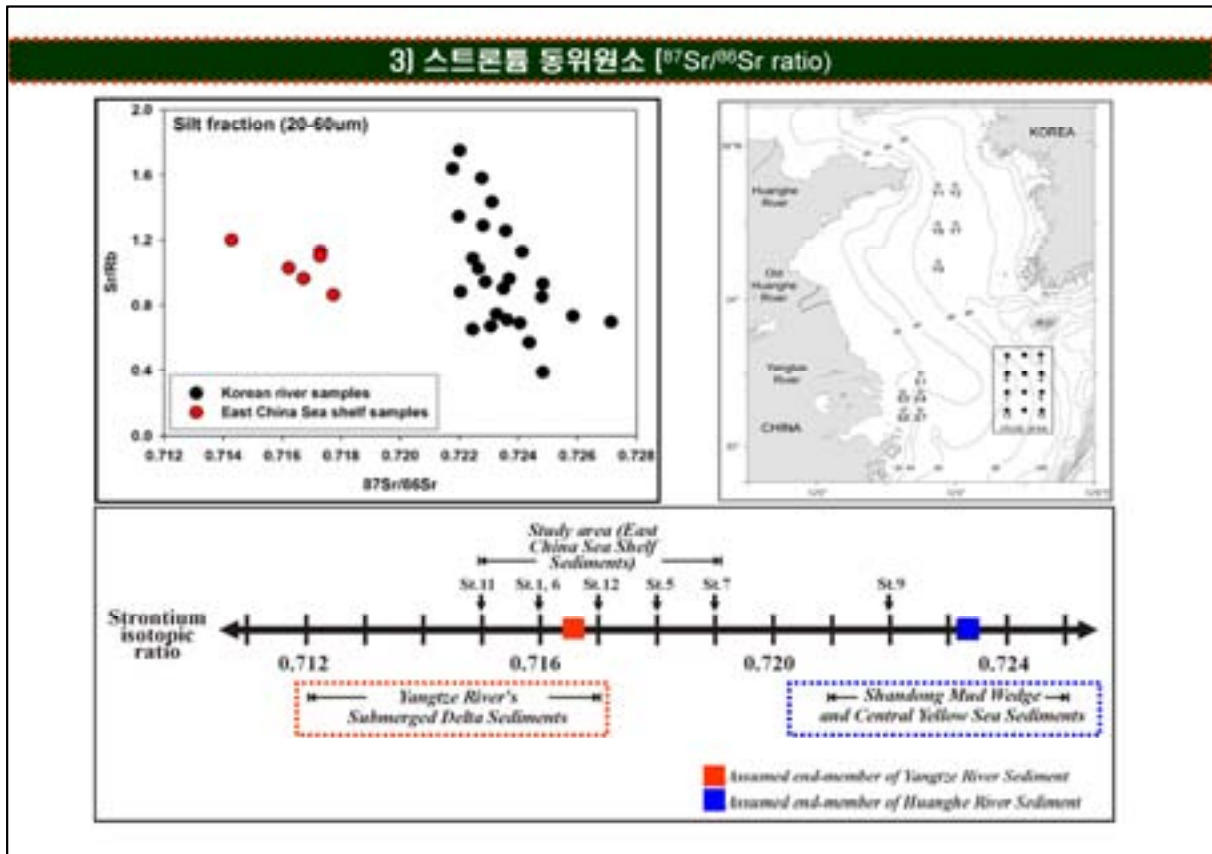 3) 스트론튬 동위원소 [⁸⁷Sr/⁸⁶Sr ratio)
2.0
Silt fraction (20-60um)
1.6
1.2
Sr/Rb
0.8
0.4
Korean river samples
East China Sea shelf samples
0.0
0.712 0.714 0.716 0.718 0.720 0.722 0.724 0.726 0.728
87Sr/86Sr
KOREA
Huanghe
River
Old
Huanghe
River
Yangtze
River
CHINA
Study area (East
China Sea Shelf
Sediments)
St.11 St.1, 6 St.12 St.5 St.7 St.9
Strontium
isotopic
ratio
0.712 0.716 0.720 0.724
Yangtze River's
Submerged Delta Sediments
Shandong Mud Wedge
and Central Yellow Sea Sediments
Assumed end-member of Yangtze River Sediment
Assumed end-member of Huanghe River Sediment